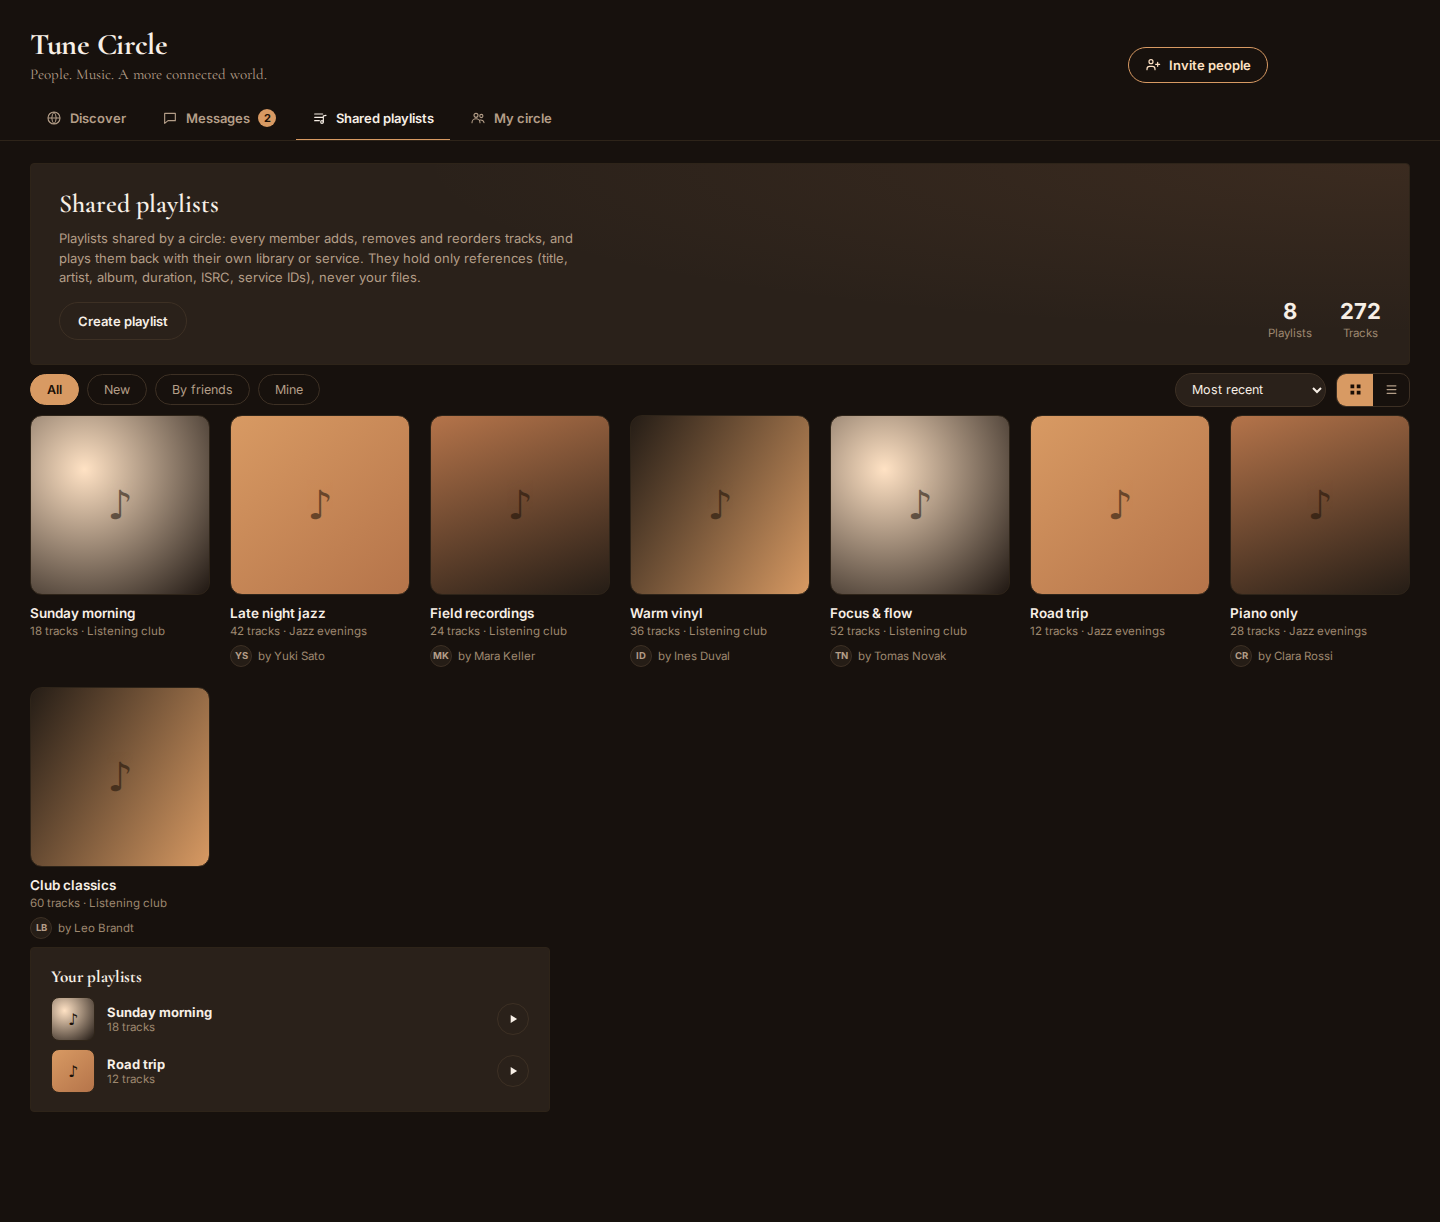 Tune Circle
People. Music. A more connected world.
Invite people
Discover
Messages 2
Shared playlists
My circle
Shared playlists
Playlists shared by a circle: every member adds, removes and reorders tracks, and
plays them back with their own library or service. They hold only references (title,
artist, album, duration, ISRC, service IDs), never your files.
Create playlist
8
Playlists
272
Tracks
All
New
By friends
Mine
Most recent
Sunday morning
18 tracks · Listening club
Late night jazz
42 tracks · Jazz evenings
YS by Yuki Sato
Field recordings
24 tracks · Listening club
MK by Mara Keller
Warm vinyl
36 tracks · Listening club
ID by Ines Duval
Focus & flow
52 tracks · Listening club
TN by Tomas Novak
Road trip
12 tracks · Jazz evenings
Piano only
28 tracks · Jazz evenings
CR by Clara Rossi
Club classics
60 tracks · Listening club
LB by Leo Brandt
Your playlists
Sunday morning
18 tracks
Road trip
12 tracks